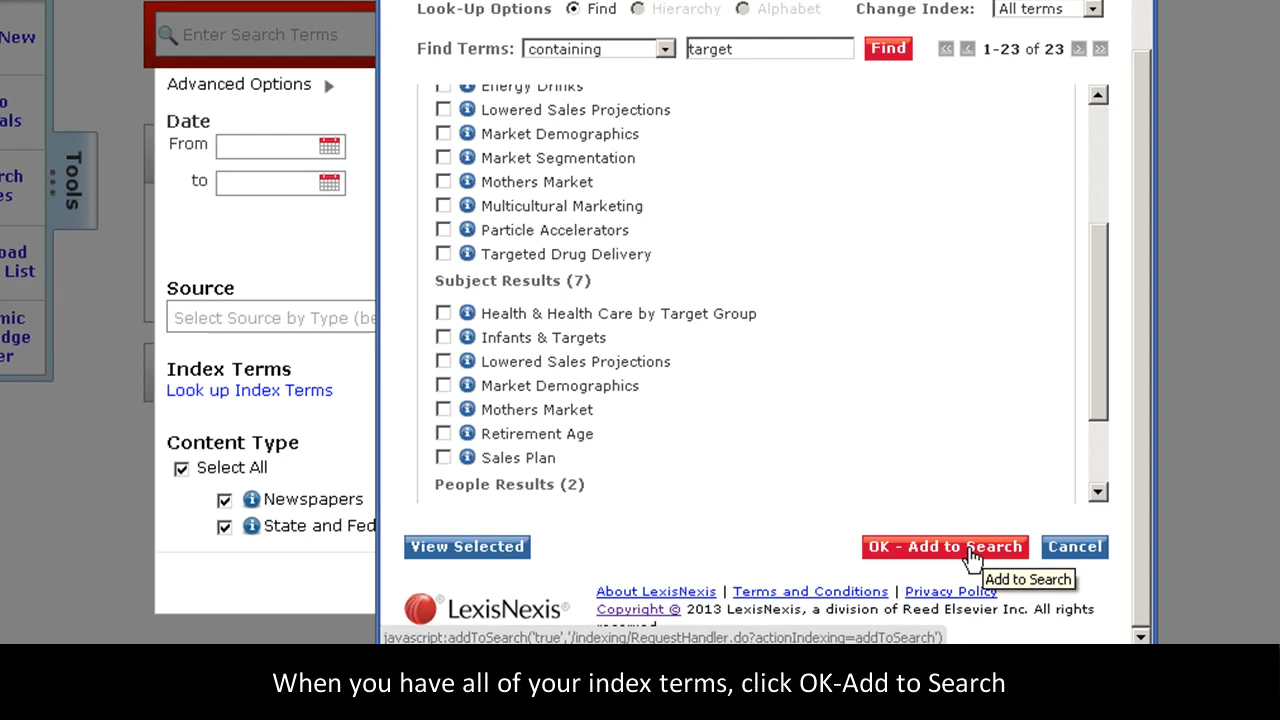 New
o
als
rch
es
oad
List
mic
dge
er
Tools
Enter Search Terms
Advanced Options
Date
From
to
Source
Select Source by Type (be
Index Terms
Look up Index Terms
Content Type
Select All
Newspapers
State and Fed
Look-Up Options Find Hierarchy Alphabet Change Index: All terms
Find Terms: containing target Find 1-23 of 23
Energy Drinks
Lowered Sales Projections
Market Demographics
Market Segmentation
Mothers Market
Multicultural Marketing
Particle Accelerators
Targeted Drug Delivery
Subject Results (7)
Health & Health Care by Target Group
Infants & Targets
Lowered Sales Projections
Market Demographics
Mothers Market
Retirement Age
Sales Plan
People Results (2)
View Selected OK - Add to Search Cancel
Add to Search
LexisNexis®
About LexisNexis | Terms and Conditions | Privacy Policy
Copyright © 2013 LexisNexis, a division of Reed Elsevier Inc. All rights
reserved.
javascript:addToSearch('true','/indexing/RequestHandler.do?actionIndexing=addToSearch')
When you have all of your index terms, click OK-Add to Search